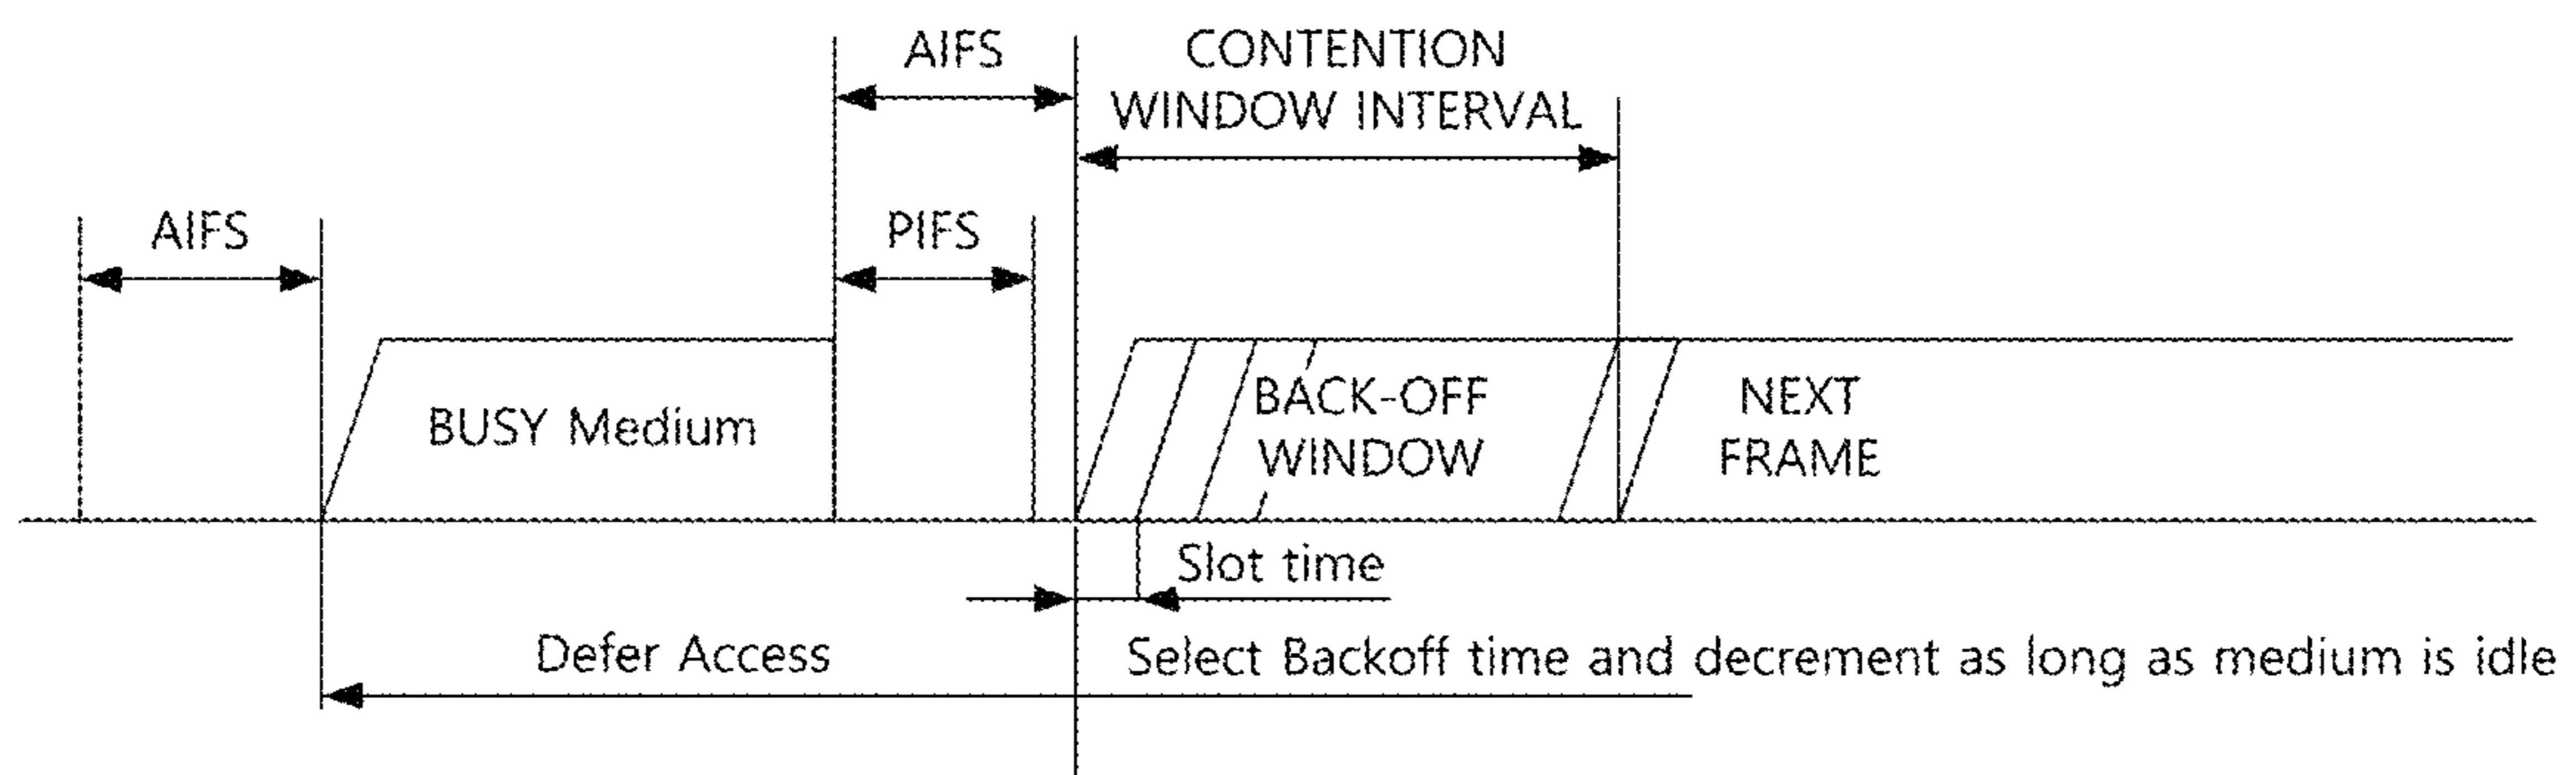 AIFS
CONTENTION
WINDOW INTERVAL
AIFS
PIFS
BUSY Medium
BACK-OFF
WINDOW
NEXT
FRAME
Slot time
Defer Access
Select Backoff time and decrement as long as medium is idle